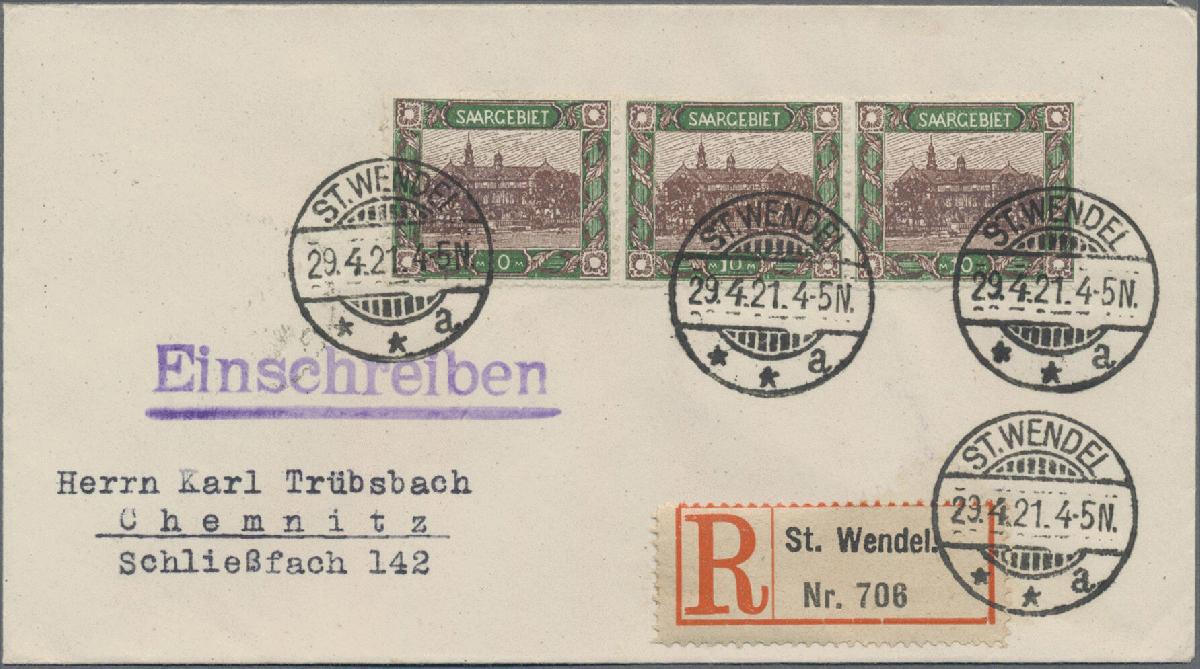 SAARGEBIET SAARGEBIET SAARGEBIET
M 10 M
ST. WENDEL
29.4.21. 4-5N.
* * a.
ST. WENDEL
29.4.21. 4-5N.
* * a.
ST. WENDEL
29.4.21. 4-5N.
* * a.
Einschreiben
ST. WENDEL
29.4.21. 4-5N.
* * a.
Herrn Karl Trübsbach
Chemnitz
Schließfach 142
R
St. Wendel.
Nr. 706